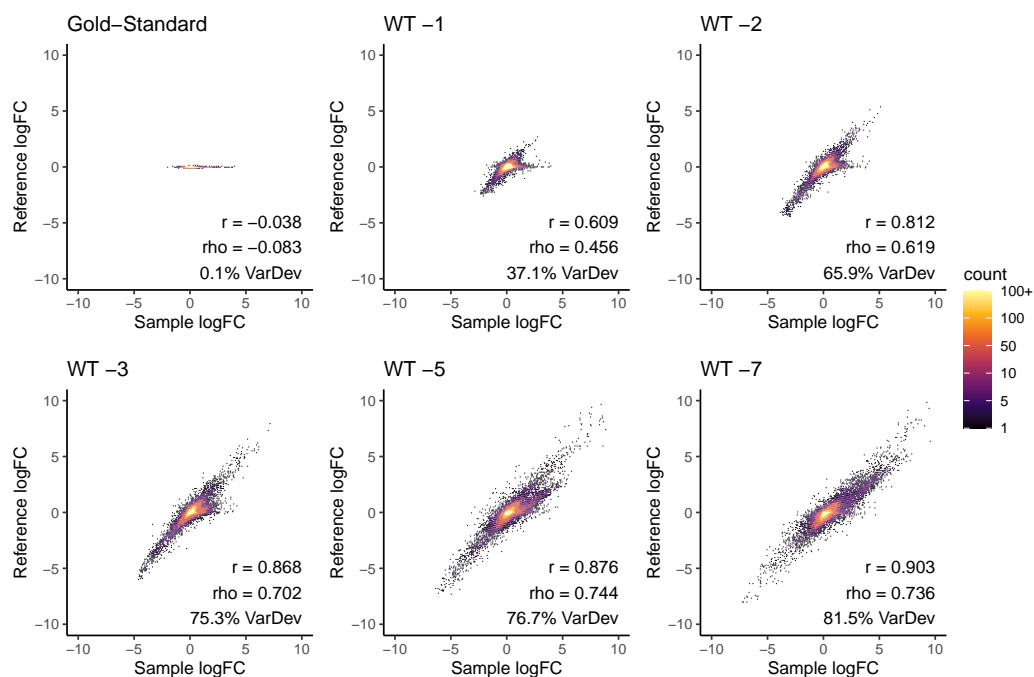 Gold−Standard
10
5
0
−5
−10
−10
−5
0
5
10
Reference logFC
Sample logFC
r = −0.038
rho = −0.083
0.1% VarDev
WT −1
10
5
0
−5
−10
−10
−5
0
5
10
Reference logFC
Sample logFC
r = 0.609
rho = 0.456
37.1% VarDev
WT −2
10
5
0
−5
−10
−10
−5
0
5
10
Reference logFC
Sample logFC
r = 0.812
rho = 0.619
65.9% VarDev
count
100+
100
50
10
5
1
WT −3
10
5
0
−5
−10
−10
−5
0
5
10
Reference logFC
Sample logFC
r = 0.868
rho = 0.702
75.3% VarDev
WT −5
10
5
0
−5
−10
−10
−5
0
5
10
Reference logFC
Sample logFC
r = 0.876
rho = 0.744
76.7% VarDev
WT −7
10
5
0
−5
−10
−10
−5
0
5
10
Reference logFC
Sample logFC
r = 0.903
rho = 0.736
81.5% VarDev